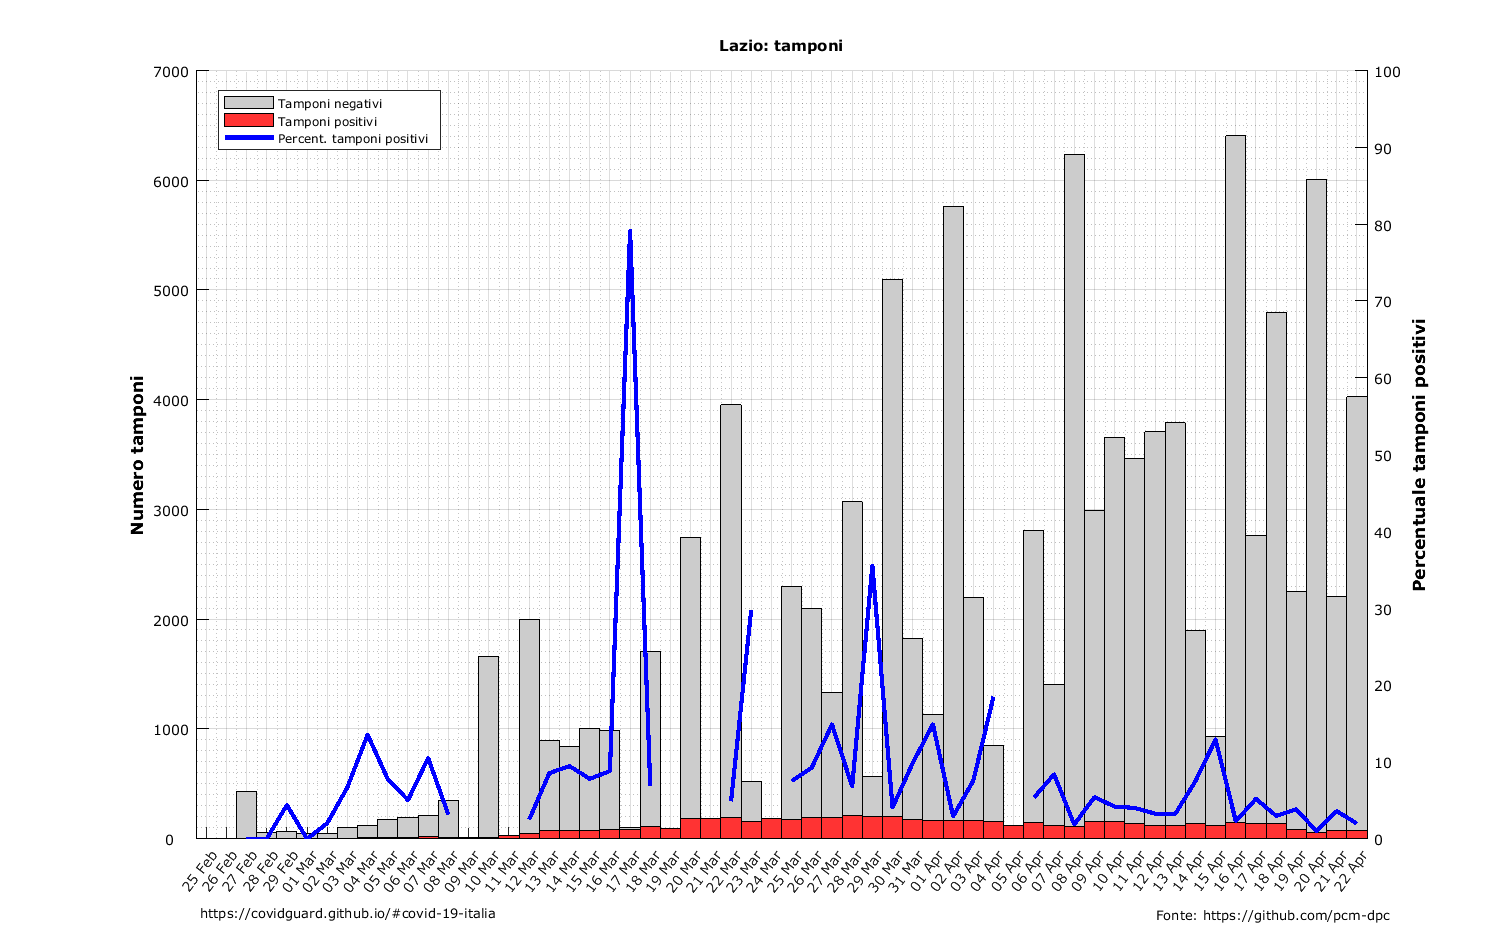 Lazio: tamponi
Tamponi negativi
Tamponi positivi
Percent. tamponi positivi
Numero tamponi
7000
6000
5000
4000
3000
2000
1000
0
Percentuale tamponi positivi
100
90
80
70
60
50
40
30
20
10
0
25 Feb
26 Feb
27 Feb
28 Feb
29 Feb
01 Mar
02 Mar
03 Mar
04 Mar
05 Mar
06 Mar
07 Mar
08 Mar
09 Mar
10 Mar
11 Mar
12 Mar
13 Mar
14 Mar
15 Mar
16 Mar
17 Mar
18 Mar
19 Mar
20 Mar
21 Mar
22 Mar
23 Mar
24 Mar
25 Mar
26 Mar
27 Mar
28 Mar
29 Mar
30 Mar
31 Mar
01 Apr
02 Apr
03 Apr
04 Apr
05 Apr
06 Apr
07 Apr
08 Apr
09 Apr
10 Apr
11 Apr
12 Apr
13 Apr
14 Apr
15 Apr
16 Apr
17 Apr
18 Apr
19 Apr
20 Apr
21 Apr
22 Apr
https://covidguard.github.io/#covid-19-italia
Fonte: https://github.com/pcm-dpc